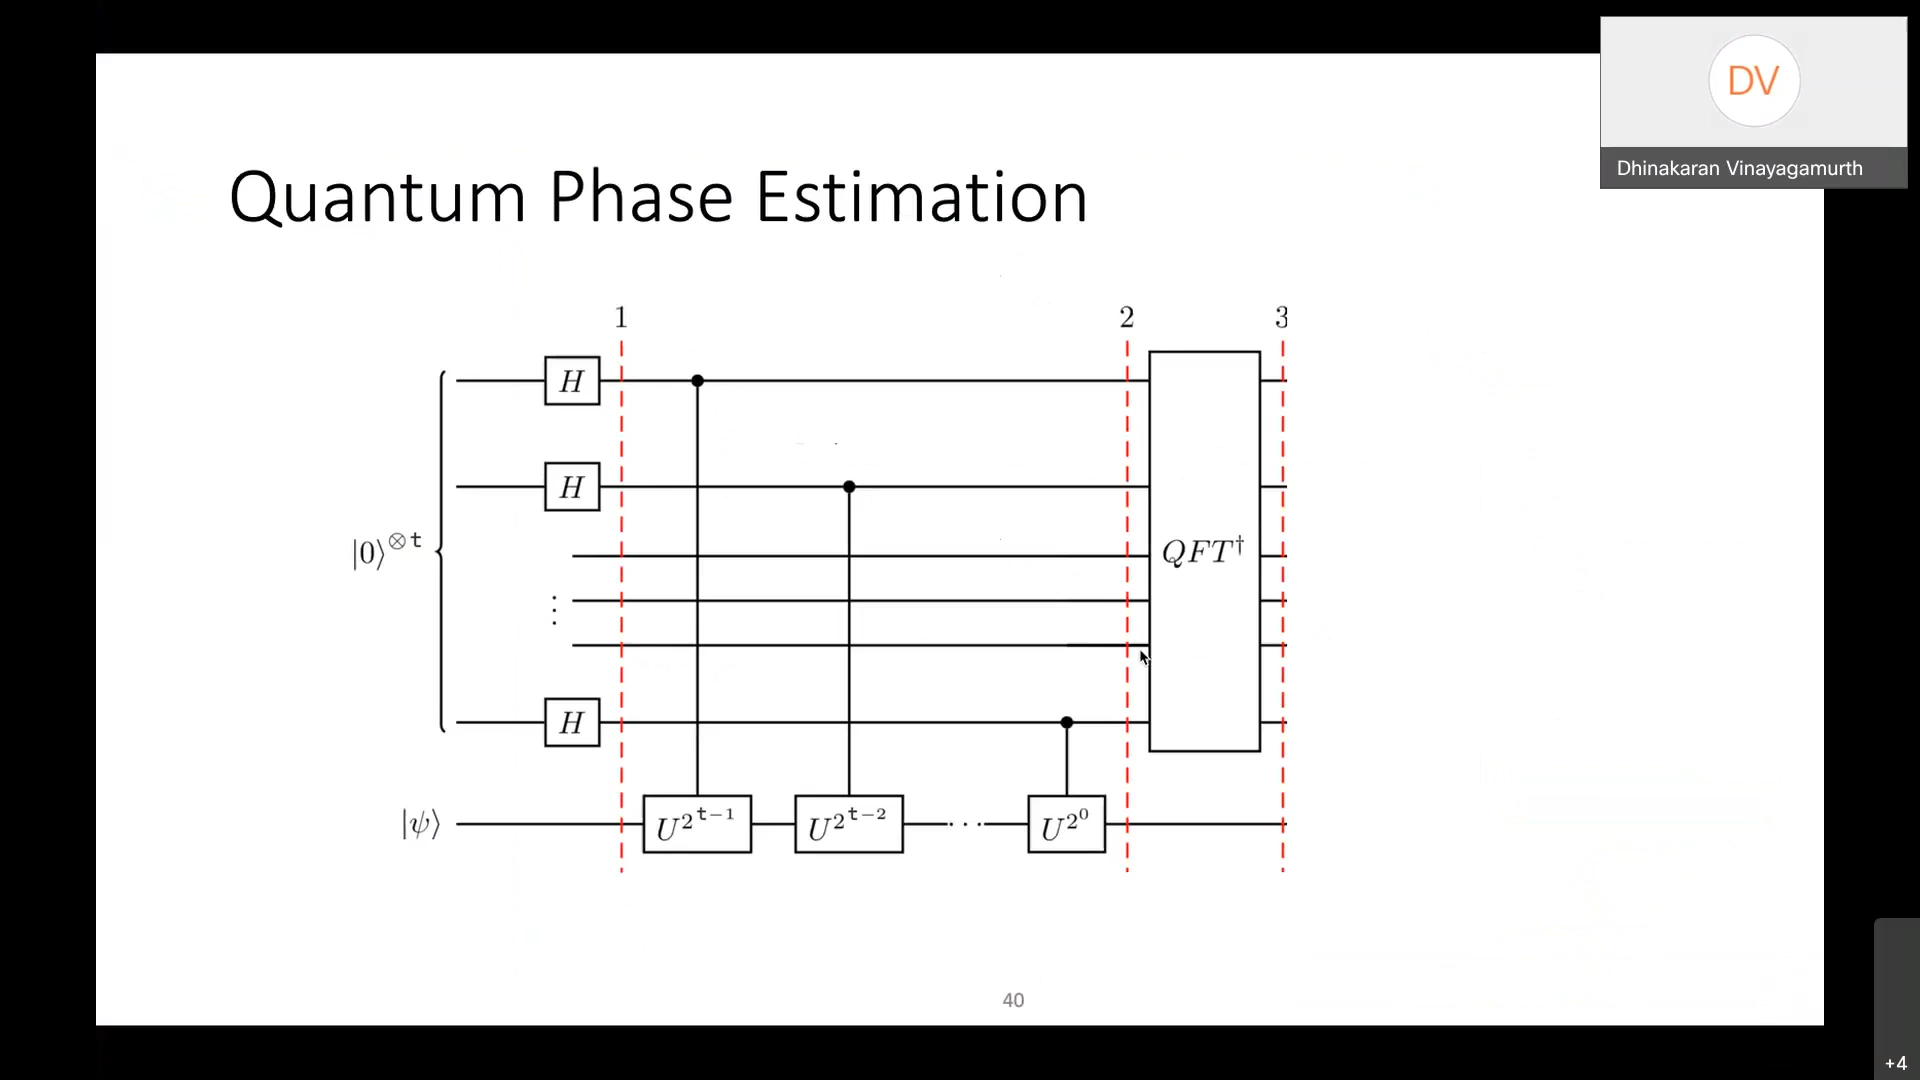 DV
Dhinakaran Vinayagamurth
Quantum Phase Estimation
1 2 3
H
H
|0⟩⊗t
QFT†
⋮
H
|ψ⟩ U^{2^{t−1}} U^{2^{t−2}} ··· U^{2^0}
40
+4